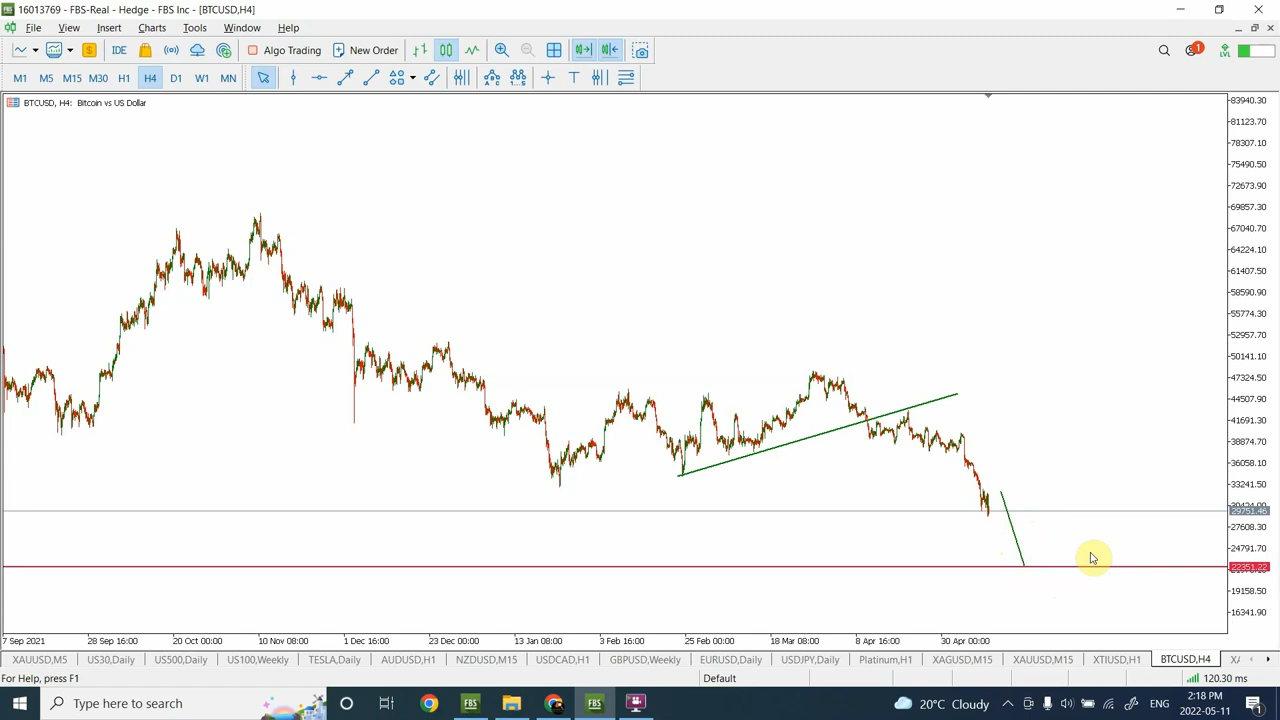 16013769 - FBS-Real - Hedge - FBS Inc - [BTCUSD,H4]
File View Insert Charts Tools Window Help
IDE Algo Trading New Order 1 LVL
M1 M5 M15 M30 H1 H4 D1 W1 MN
BTCUSD, H4: Bitcoin vs US Dollar
83940.30
81123.70
78307.10
75490.50
72673.90
69857.30
67040.70
64224.10
61407.50
58590.90
55774.30
52957.70
50141.10
47324.50
44507.90
41691.30
38874.70
36058.10
33241.50
29751.46
27608.30
24791.70
22351.22
19158.50
16341.90
7 Sep 2021 28 Sep 16:00 20 Oct 00:00 10 Nov 08:00 1 Dec 16:00 23 Dec 00:00 13 Jan 08:00 3 Feb 16:00 25 Feb 00:00 18 Mar 08:00 8 Apr 16:00 30 Apr 00:00
XAUUSD,M5 US30,Daily US500,Daily US100,Weekly TESLA,Daily AUDUSD,H1 NZDUSD,M15 USDCAD,H1 GBPUSD,Weekly EURUSD,Daily USDJPY,Daily Platinum,H1 XAGUSD,M15 XAUUSD,M15 XTIUSD,H1 BTCUSD,H4
For Help, press F1 Default 120.30 ms
Type here to search FBS FBS 20°C Cloudy ENG 2:18 PM
2022-05-11 1